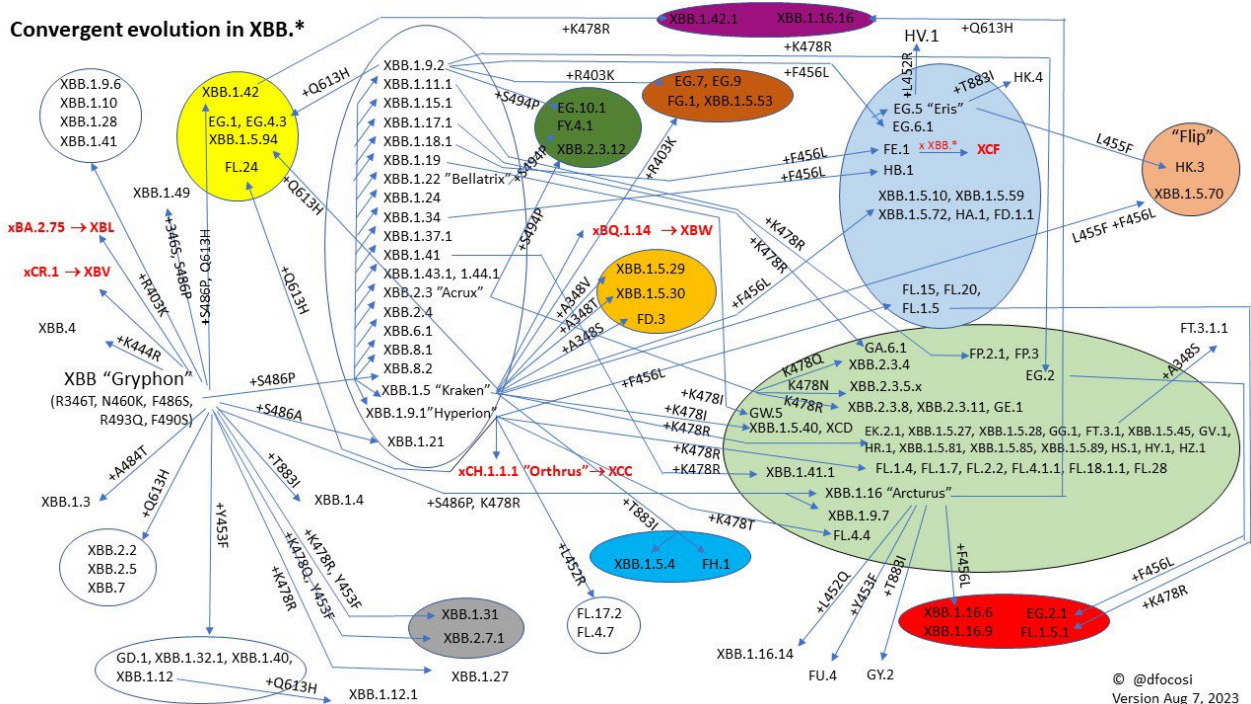 Convergent evolution in XBB.*
XBB.1.42.1 XBB.1.16.16
+K478R
+Q613H
HV.1
+K478R
+L452R
XBB.1.9.6
XBB.1.10
XBB.1.28
XBB.1.41
XBB.1.42
EG.1, EG.4.3
XBB.1.5.94
FL.24
+Q613H
XBB.1.9.2
XBB.1.11.1
XBB.1.15.1
XBB.1.17.1
XBB.1.18.1
XBB.1.19
XBB.1.22 "Bellatrix"
XBB.1.24
XBB.1.34
XBB.1.37.1
XBB.1.41
XBB.1.43.1, 1.44.1
XBB.2.3 "Acrux"
XBB.2.4
XBB.6.1
XBB.8.1
XBB.8.2
XBB.1.5 "Kraken"
XBB.1.9.1"Hyperion"
XBB.1.21
+R403K
+F456L
+S494P
EG.7, EG.9
FG.1, XBB.1.5.53
EG.10.1
FY.4.1
XBB.2.3.12
+S494P
+S494P
+R403K
+T883I
HK.4
EG.5 "Eris"
EG.6.1
FE.1
x XBB.*
XCF
HB.1
XBB.1.5.10, XBB.1.5.59
XBB.1.5.72, HA.1, FD.1.1
FL.15, FL.20,
FL.1.5
+F456L
+F456L
L455F
"Flip"
HK.3
XBB.1.5.70
L455F +F456L
+Q613H
XBB.1.49
+346S, S486P
+S486P, Q613H
+Q613H
+R403K
xBA.2.75 → XBL
xCR.1 → XBV
XBB.4
+K444R
XBB "Gryphon"
(R346T, N460K, F486S,
R493Q, F490S)
+S486P
+S486A
xBQ.1.14 → XBW
+K478R
+K478R
+F456L
XBB.1.5.29
XBB.1.5.30
FD.3
+A348V
+A348T
+A348S
+F456L
FT.3.1.1
+A348S
GA.6.1
XBB.2.3.4
FP.2.1, FP.3
EG.2
K478Q
K478N
K478R
XBB.2.3.5.x
XBB.2.3.8, XBB.2.3.11, GE.1
+K478I
+K478I
+K478R
+K478R
+K478R
GW.5
XBB.1.5.40, XCD
EK.2.1, XBB.1.5.27, XBB.1.5.28, GG.1, FT.3.1, XBB.1.5.45, GV.1,
HR.1, XBB.1.5.81, XBB.1.5.85, XBB.1.5.89, HS.1, HY.1, HZ.1
FL.1.4, FL.1.7, FL.2.2, FL.4.1.1, FL.18.1.1, FL.28
XBB.1.41.1
XBB.1.16 "Arcturus"
XBB.1.9.7
FL.4.4
xCH.1.1.1 "Orthrus"→ XCC
+S486P, K478R
+K478T
+T883I
+L452R
XBB.1.3
+A484T
+Q613H
+T883I
XBB.1.4
+Y453F
+K478R, Y453F
+K478Q, Y453F
+K478R
XBB.2.2
XBB.2.5
XBB.7
XBB.1.5.4 FH.1
+L452Q
+Y453F
+T883I
+F456L
+F456L
+K478R
XBB.1.31
XBB.2.7.1
FL.17.2
FL.4.7
XBB.1.16.6 EG.2.1
XBB.1.16.9 FL.1.5.1
GD.1, XBB.1.32.1, XBB.1.40,
XBB.1.12
+Q613H
XBB.1.12.1
XBB.1.27
XBB.1.16.14
FU.4
GY.2
© @dfocosi
Version Aug 7, 2023